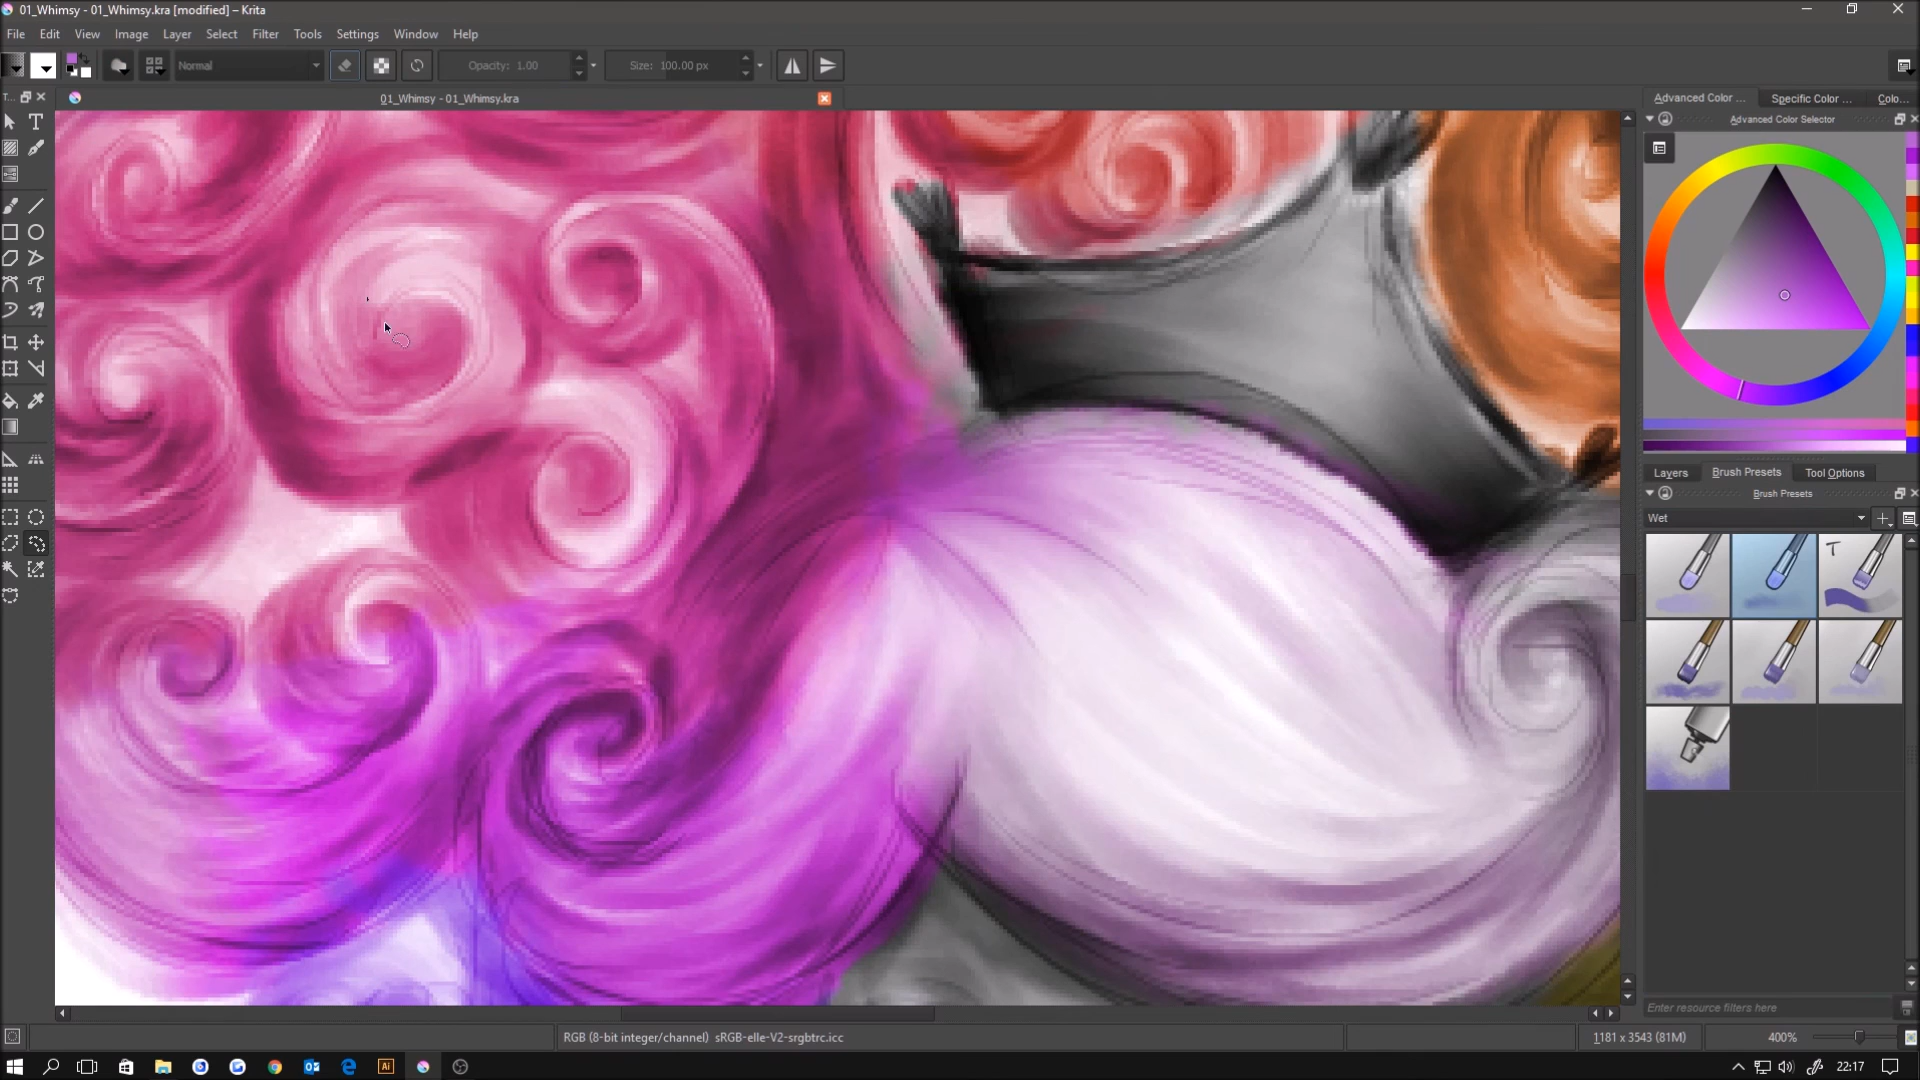 01_Whimsy - 01_Whimsy.kra [modified] – Krita
File Edit View Image Layer Select Filter Tools Settings Window Help
Normal Opacity: 1.00 Size: 100.00 px
T... 01_Whimsy - 01_Whimsy.kra Advanced Color ... Specific Color ... Colo...
Advanced Color Selector
Layers Brush Presets Tool Options
Brush Presets
Wet
T
Enter resource filters here
RGB (8-bit integer/channel) sRGB-elle-V2-srgbtrc.icc 1181 x 3543 (81M) 400%
Ai 22:17